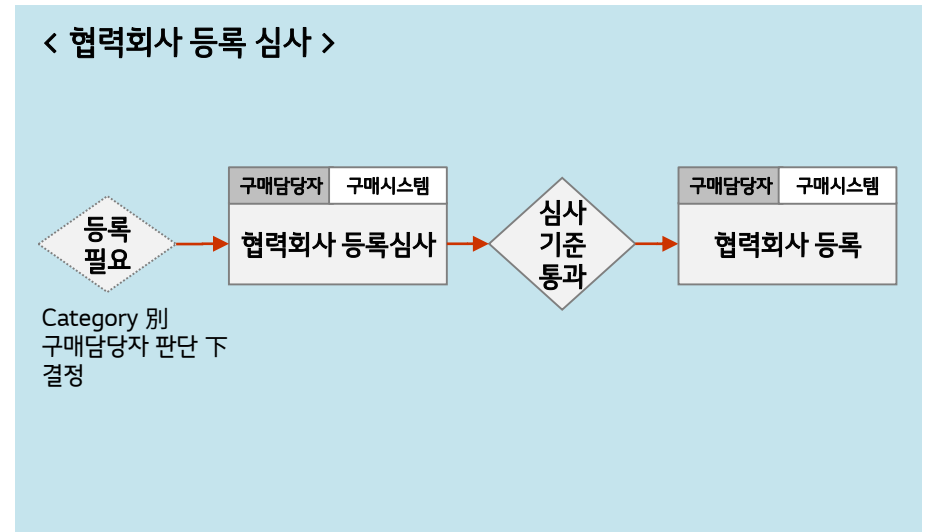 < 협력회사 등록 심사 >
등록
필요
Category 別
구매담당자 판단 下
결정
구매담당자 구매시스템
협력회사 등록심사
심사
기준
통과
구매담당자 구매시스템
협력회사 등록